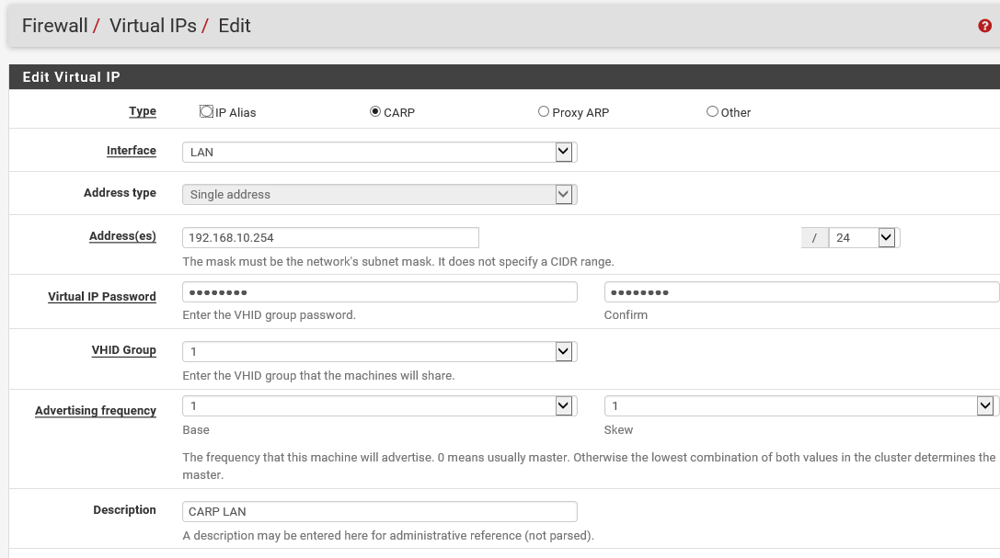 Firewall / Virtual IPs / Edit
?
Edit Virtual IP
Type IP Alias CARP Proxy ARP Other
Interface LAN
Address type Single address
Address(es) 192.168.10.254 / 24
The mask must be the network's subnet mask. It does not specify a CIDR range.
Virtual IP Password ●●●●●●●● ●●●●●●●●
Enter the VHID group password. Confirm
VHID Group 1
Enter the VHID group that the machines will share.
Advertising frequency 1 1
Base Skew
The frequency that this machine will advertise. 0 means usually master. Otherwise the lowest combination of both values in the cluster determines the
master.
Description CARP LAN
A description may be entered here for administrative reference (not parsed).